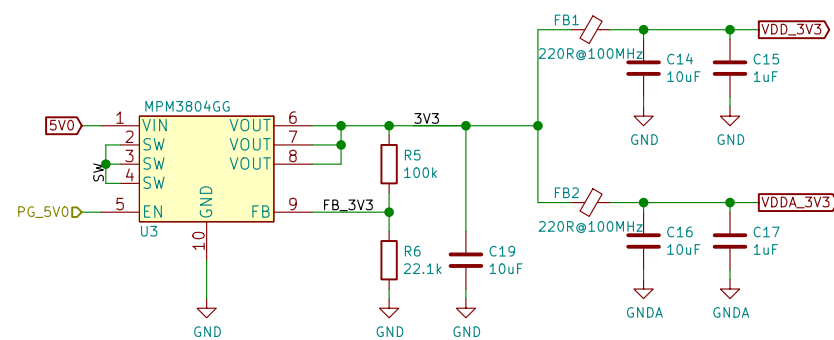 FB1
220R@100MHz
C14
10uF
C15
1uF
VDD_3V3
GND
GND
MPM3804GG
5V0
1
VIN
2
SW
3
SW
4
SW
5
EN
SW
PG_5V0
U3
GND
10
VOUT
6
VOUT
7
VOUT
8
FB
9
3V3
R5
100k
FB_3V3
R6
22.1k
C19
10uF
GND
GND
GND
FB2
220R@100MHz
C16
10uF
C17
1uF
VDDA_3V3
GNDA
GNDA